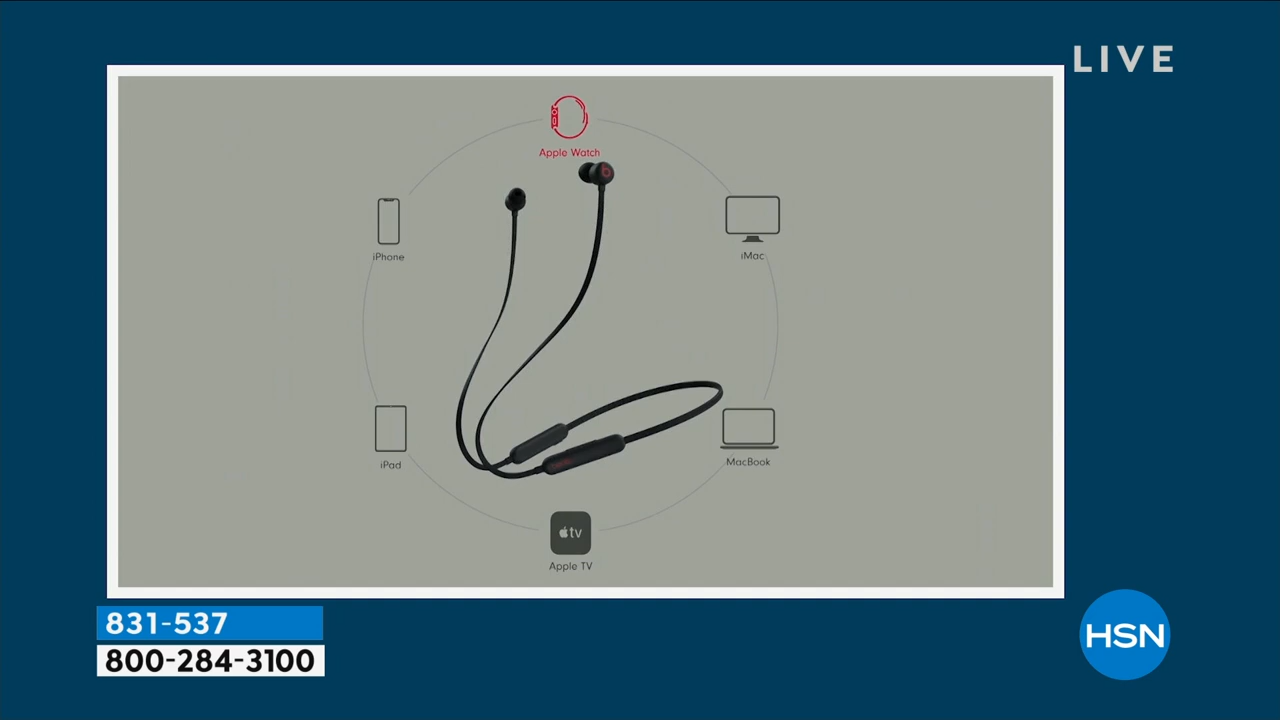 LIVE
Apple Watch
iPhone
iMac
iPad
MacBook
tv
Apple TV
831-537
800-284-3100
HSN